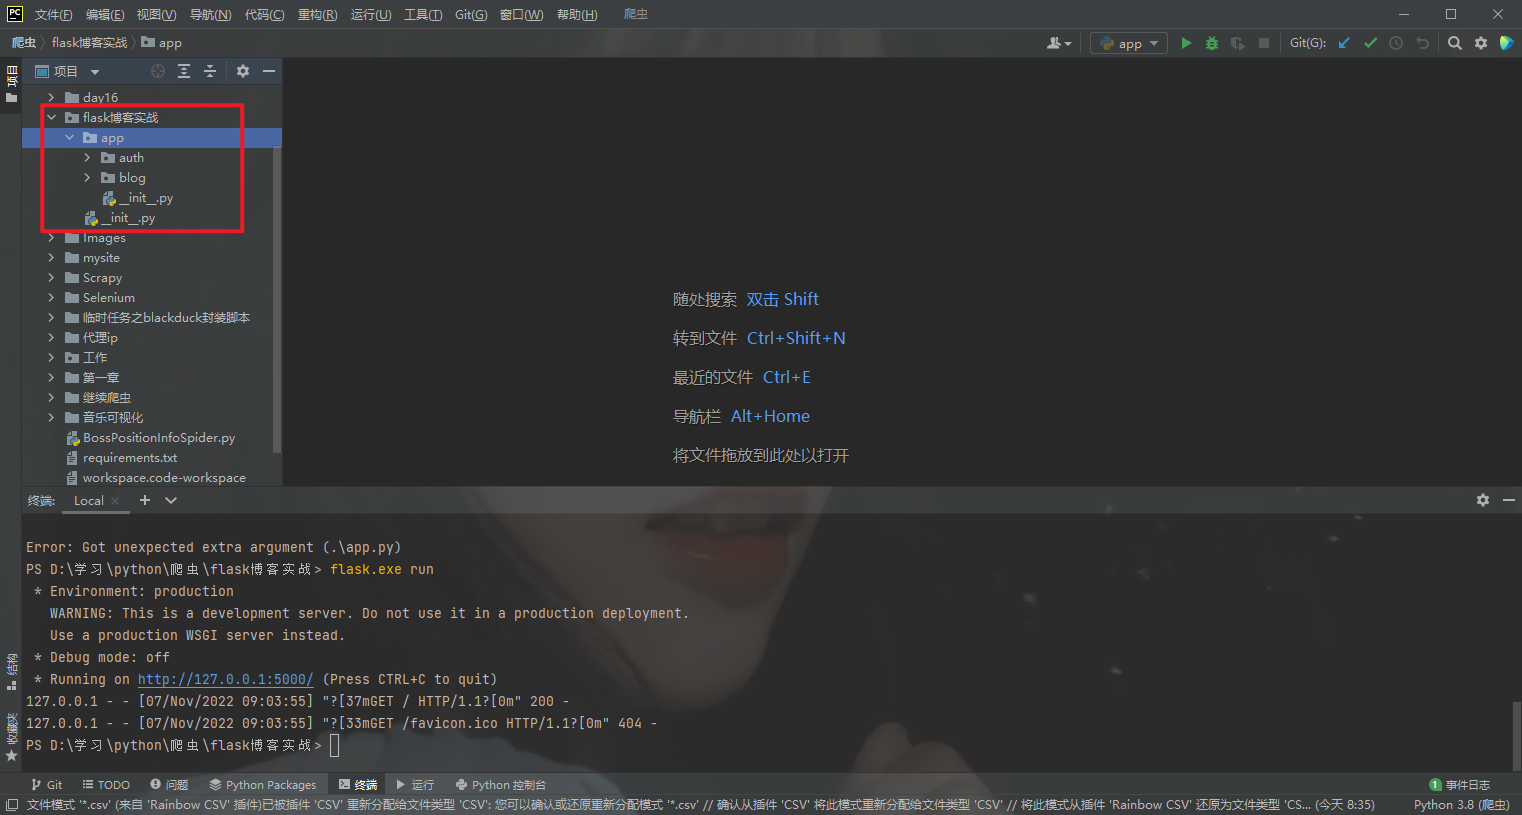 PC 文件(F) 编辑(E) 视图(V) 导航(N) 代码(C) 重构(R) 运行(U) 工具(T) Git(G) 窗口(W) 帮助(H) 爬虫
爬虫 flask博客实战 app app Git(G):
项目 项目
day16
flask博客实战
app
auth
blog
__init__.py
__init__.py
Images
mysite
Scrapy
Selenium
临时任务之blackduck封装脚本
代理ip
工作
第一章
继续爬虫
音乐可视化
BossPositionInfoSpider.py
requirements.txt
workspace.code-workspace
随处搜索 双击 Shift
转到文件 Ctrl+Shift+N
最近的文件 Ctrl+E
导航栏 Alt+Home
将文件拖放到此处以打开
终端: Local
Error: Got unexpected extra argument (.\app.py)
PS D:\学习\python\爬虫\flask博客实战> flask.exe run
* Environment: production
WARNING: This is a development server. Do not use it in a production deployment.
Use a production WSGI server instead.
* Debug mode: off
* Running on http://127.0.0.1:5000/ (Press CTRL+C to quit)
127.0.0.1 - - [07/Nov/2022 09:03:55] "?[37mGET / HTTP/1.1?[0m" 200 -
127.0.0.1 - - [07/Nov/2022 09:03:55] "?[33mGET /favicon.ico HTTP/1.1?[0m" 404 -
PS D:\学习\python\爬虫\flask博客实战>
结构
收藏夹
Git TODO 问题 Python Packages 终端 运行 Python 控制台 1 事件日志
文件模式 '*.csv' (来自 'Rainbow CSV' 插件)已被插件 'CSV' 重新分配给文件类型 'CSV': 您可以确认或还原重新分配模式 '*.csv' // 确认从插件 'CSV' 将此模式重新分配给文件类型 'CSV' // 将此模式从插件 'Rainbow CSV' 还原为文件类型 'CS... (今天 8:35) Python 3.8 (爬虫)